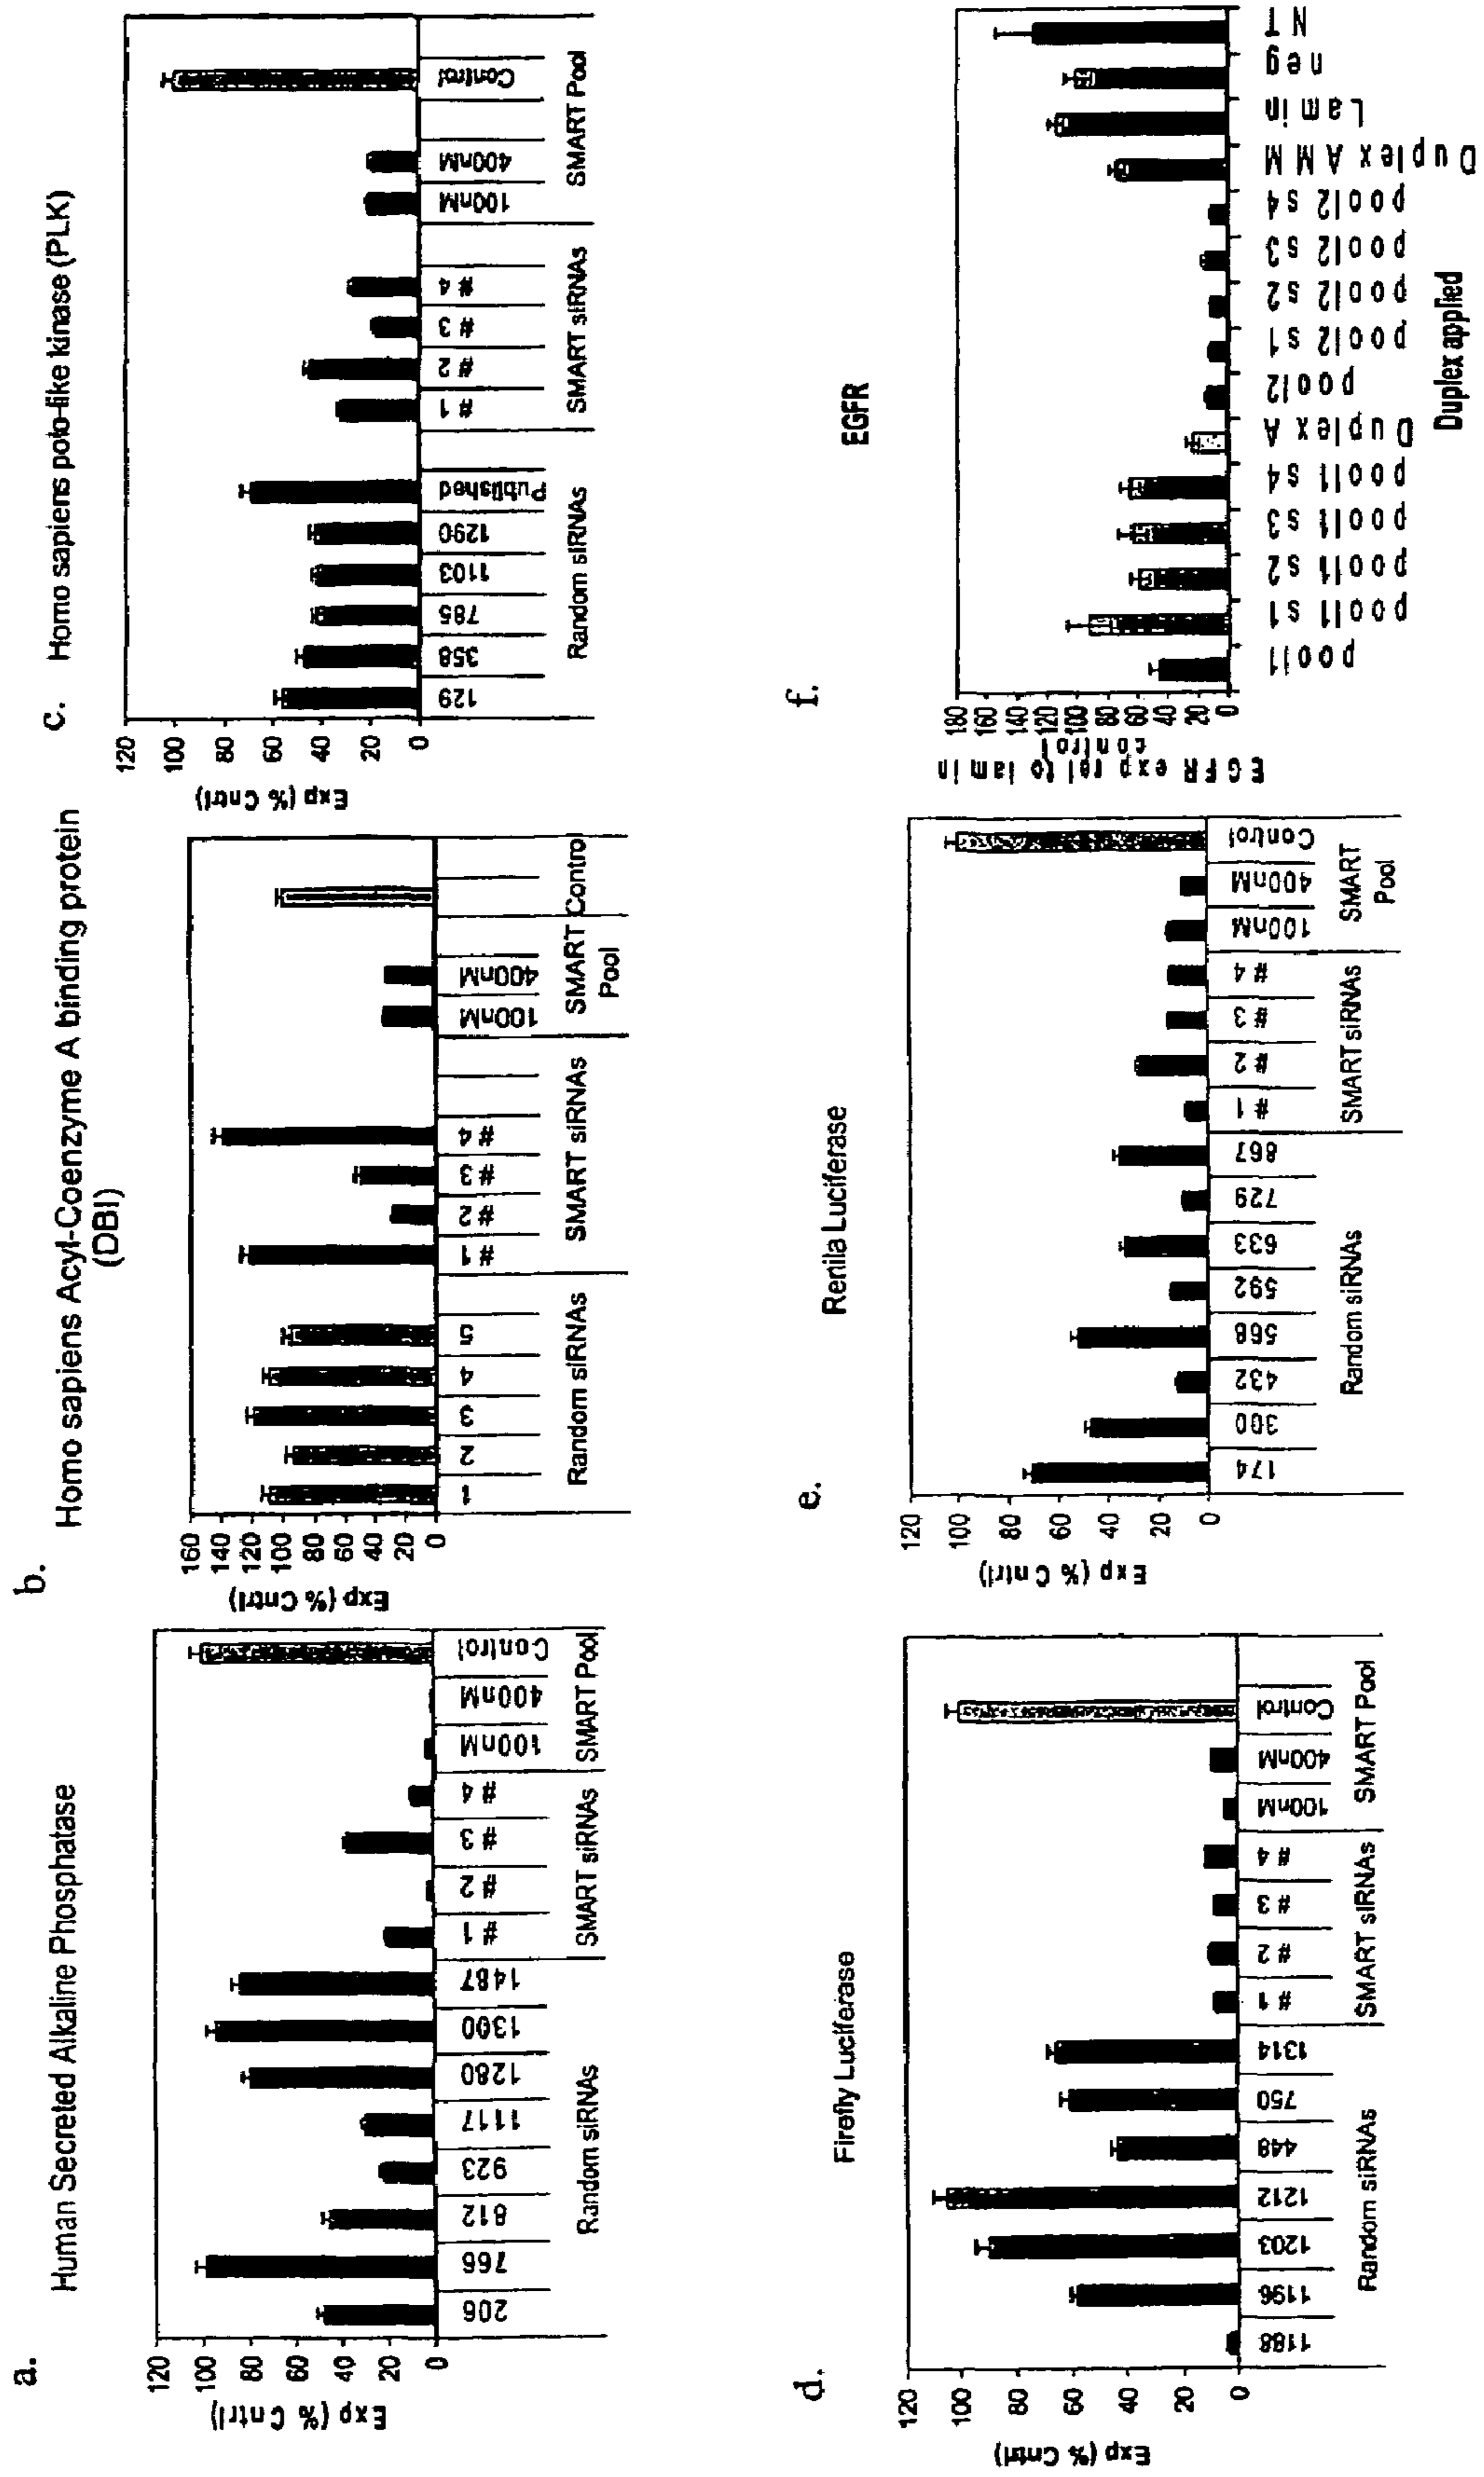 a.
Human Secreted Alkaline Phosphatase
Exp (% Cntrl)
120
100
80
60
40
20
0
206
766
812
923
1117
1280
1300
1487
# 1
# 2
# 3
# 4
100nM
400nM
Control
Random siRNAs
SMART siRNAs
SMART Pool
b.
Homo sapiens Acyl-Coenzyme A binding protein
(DBI)
Exp (% Cntrl)
160
140
120
100
80
60
40
20
0
1
2
3
4
5
# 1
# 2
# 3
# 4
100nM
400nM
Random siRNAs
SMART siRNAs
SMART
Pool
Control
c.
Homo sapiens polo-like kinase (PLK)
Exp (% Cntrl)
120
100
80
60
40
20
0
129
358
785
1103
1290
Published
# 1
# 2
# 3
# 4
100nM
400nM
Control
Random siRNAs
SMART siRNAs
SMART Pool
d.
Firefly Luciferase
Exp (% Cntrl)
120
100
80
60
40
20
0
1188
1196
1203
1212
448
750
1314
# 1
# 2
# 3
# 4
100nM
400nM
Control
Random siRNAs
SMART siRNAs
SMART Pool
e.
Renila Luciferase
Exp (% Cntrl)
120
100
80
60
40
20
0
174
300
432
568
592
633
729
867
# 1
# 2
# 3
# 4
100nM
400nM
Control
Random siRNAs
SMART siRNAs
SMART
Pool
f.
EGFR
EGFR exp rel to lamin
control
180
160
140
120
100
80
60
40
20
0
pool1
pool1 s1
pool1 s2
pool1 s3
pool1 s4
Duplex A
pool2
pool2 s1
pool2 s2
pool2 s3
pool2 s4
Duplex AMM
Lamin
neg
NT
Duplex applied